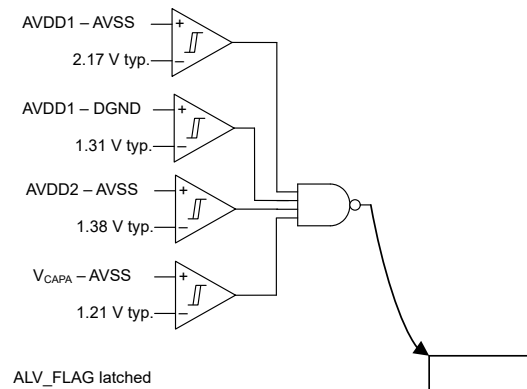 AVDD1 – AVSS
+
2.17 V typ.
–
AVDD1 – DGND
+
1.31 V typ.
–
AVDD2 – AVSS
+
1.38 V typ.
–
VCAPA – AVSS
+
1.21 V typ.
–
ALV_FLAG latched